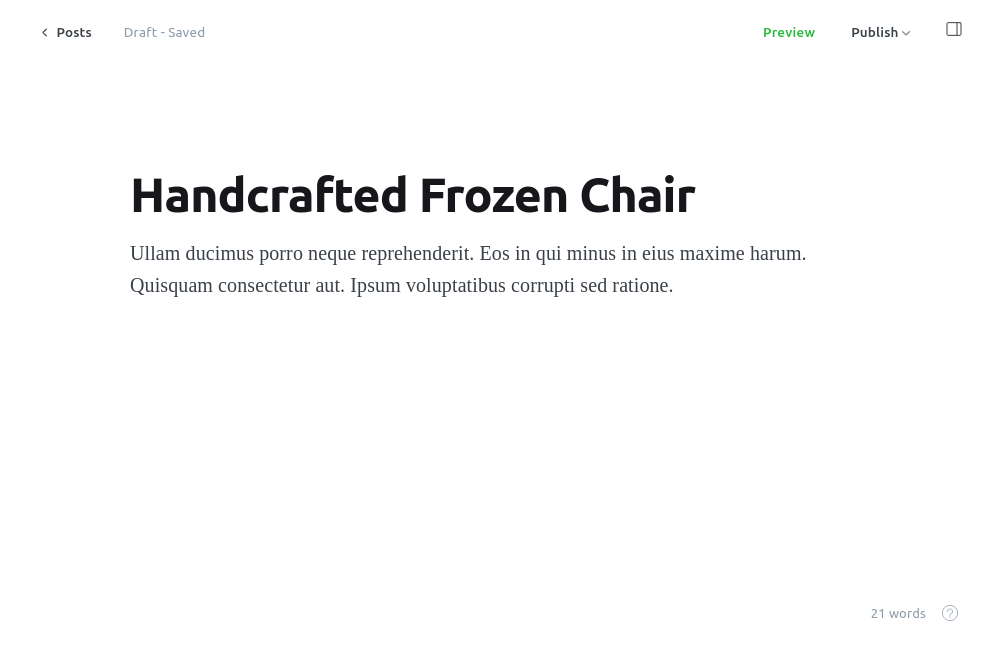 Posts
Draft - Saved
Preview
Publish
Handcrafted Frozen Chair
Ullam ducimus porro neque reprehenderit. Eos in qui minus in eius maxime harum.
Quisquam consectetur aut. Ipsum voluptatibus corrupti sed ratione.
21 words
?